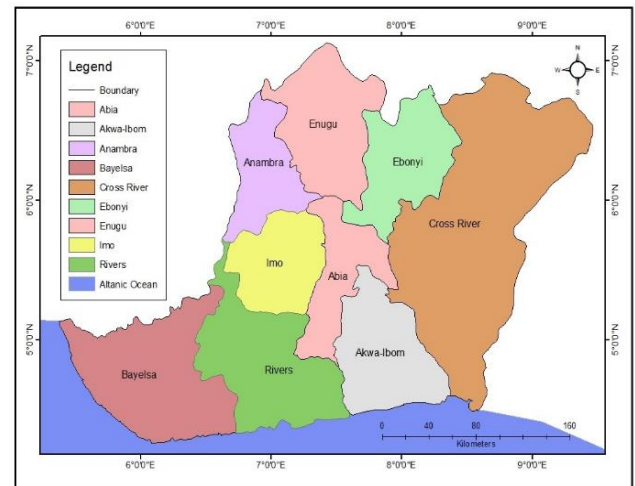 6°0'0"E 7°0'0"E 8°0'0"E 9°0'0"E
7°0'0"N
6°0'0"N
5°0'0"N
7°0'0"N
6°0'0"N
5°0'0"N
N
W E
S
Legend
Boundary
Abia
Akwa-Ibom
Anambra
Bayelsa
Cross River
Ebonyi
Enugu
Imo
Rivers
Altanic Ocean
Enugu
Anambra
Ebonyi
Cross River
Imo
Abia
Akwa-Ibom
Rivers
Bayelsa
0 40 80 160
Kilometers
6°0'0"E 7°0'0"E 8°0'0"E 9°0'0"E